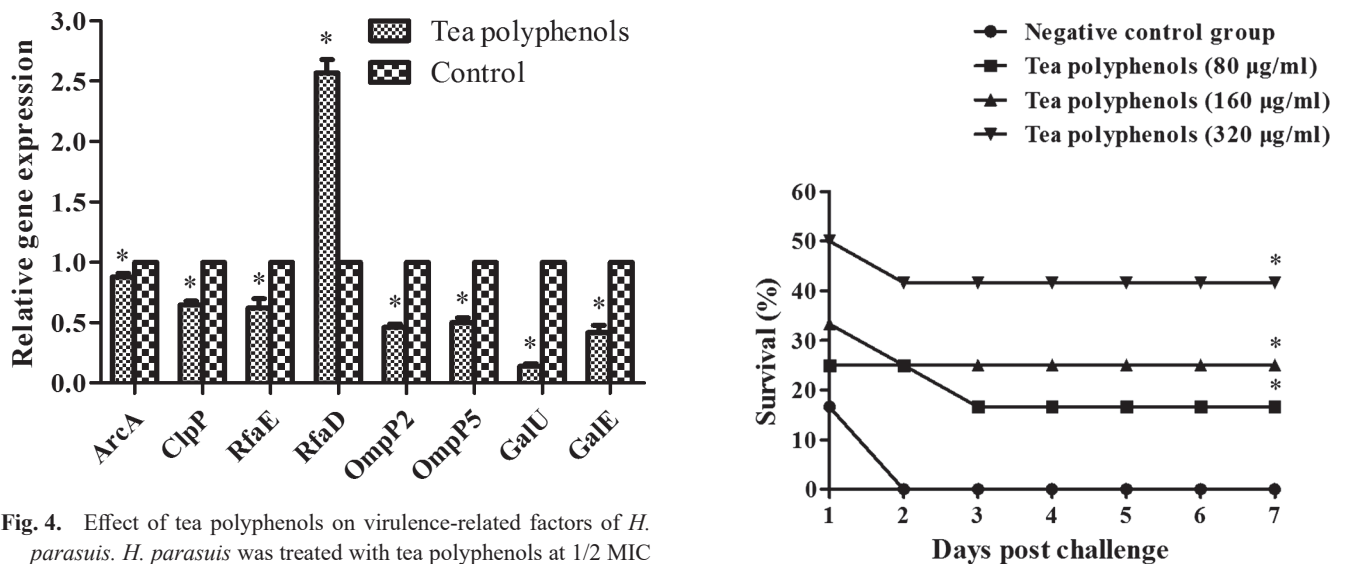 3.0
2.5
2.0
1.5
1.0
0.5
0.0
Relative gene expression
Tea polyphenols
Control
*
*
*
*
*
*
*
*
ArcA
ClpP
RfaE
RfaD
OmpP2
OmpP5
GalU
GalE
Fig. 4. Effect of tea polyphenols on virulence-related factors of H.
parasuis. H. parasuis was treated with tea polyphenols at 1/2 MIC
Negative control group
Tea polyphenols (80 µg/ml)
Tea polyphenols (160 µg/ml)
Tea polyphenols (320 µg/ml)
60
50
40
30
20
10
0
Survival (%)
*
*
*
1 2 3 4 5 6 7
Days post challenge